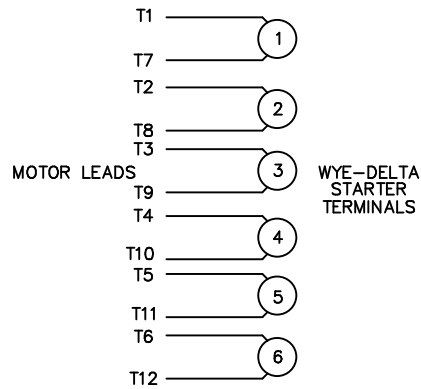 T1
1
T7
T2
2
T8
T3
MOTOR LEADS
3
WYE-DELTA
STARTER
TERMINALS
T9
T4
4
T10
T5
5
T11
T6
6
T12